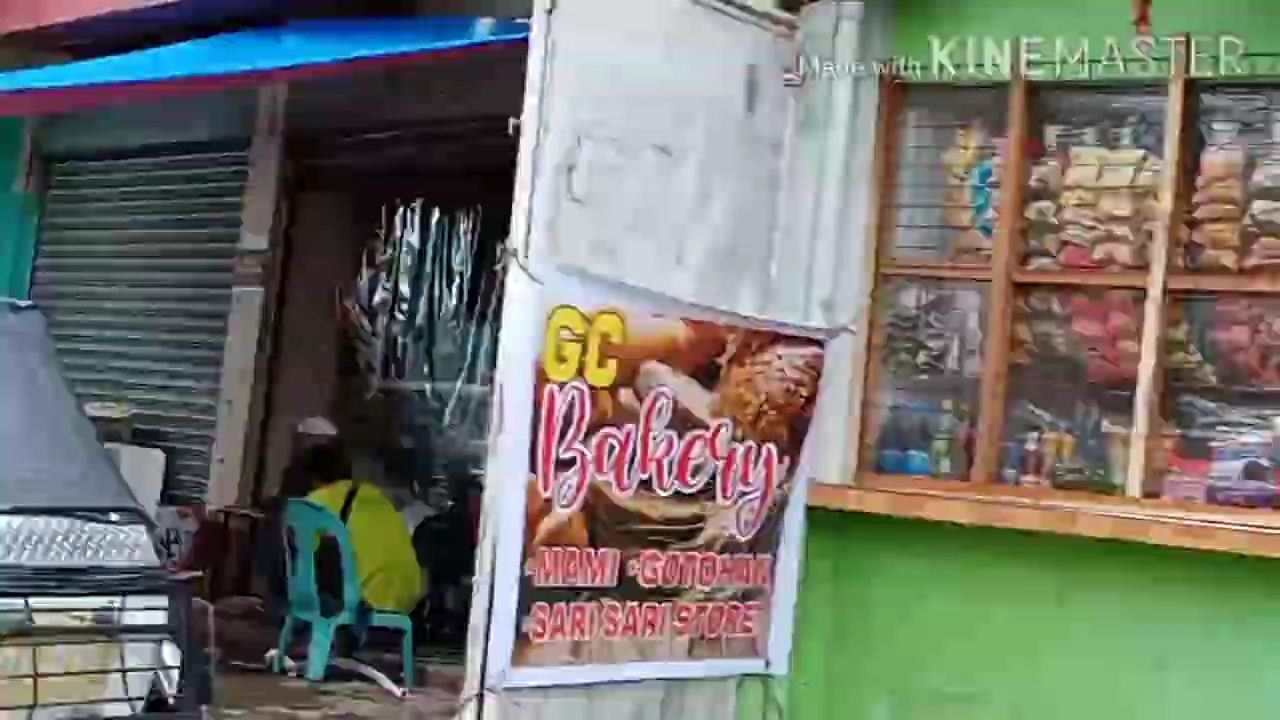 Made with KINEMASTER
GC
Bakery
-MAMI -GOTOHAN
-SARI SARI STORE